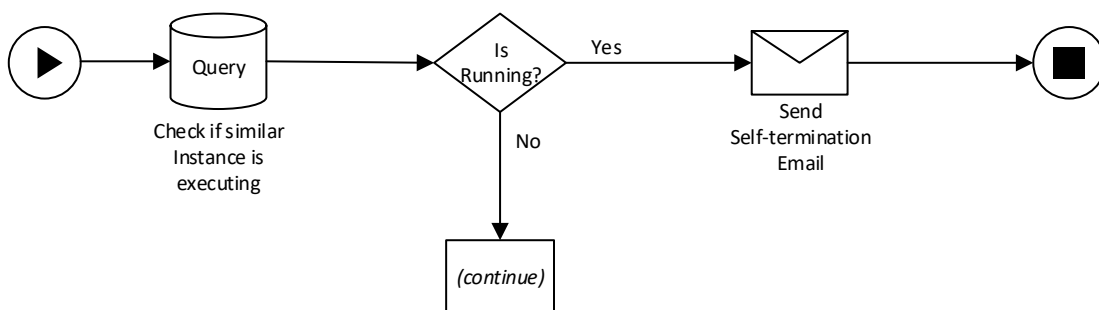 Query
Check if similar
Instance is
executing
Is
Running?
Yes
No
Send
Self-termination
Email
(continue)